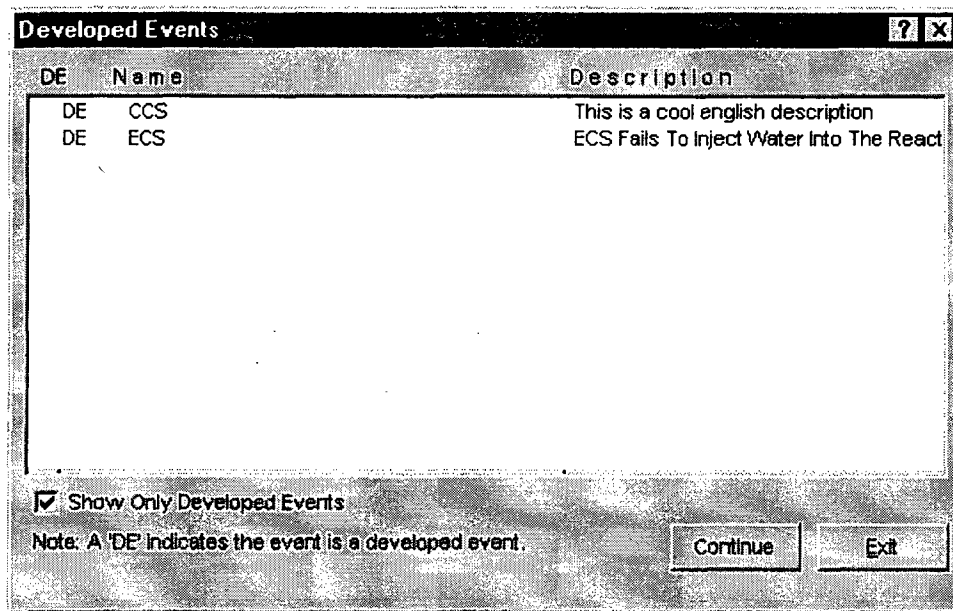 Developed Events ? X
DE Name Description
DE CCS This is a cool english description
DE ECS ECS Fails To Inject Water Into The React
Show Only Developed Events
Note: A 'DE' indicates the event is a developed event.
Continue Exit